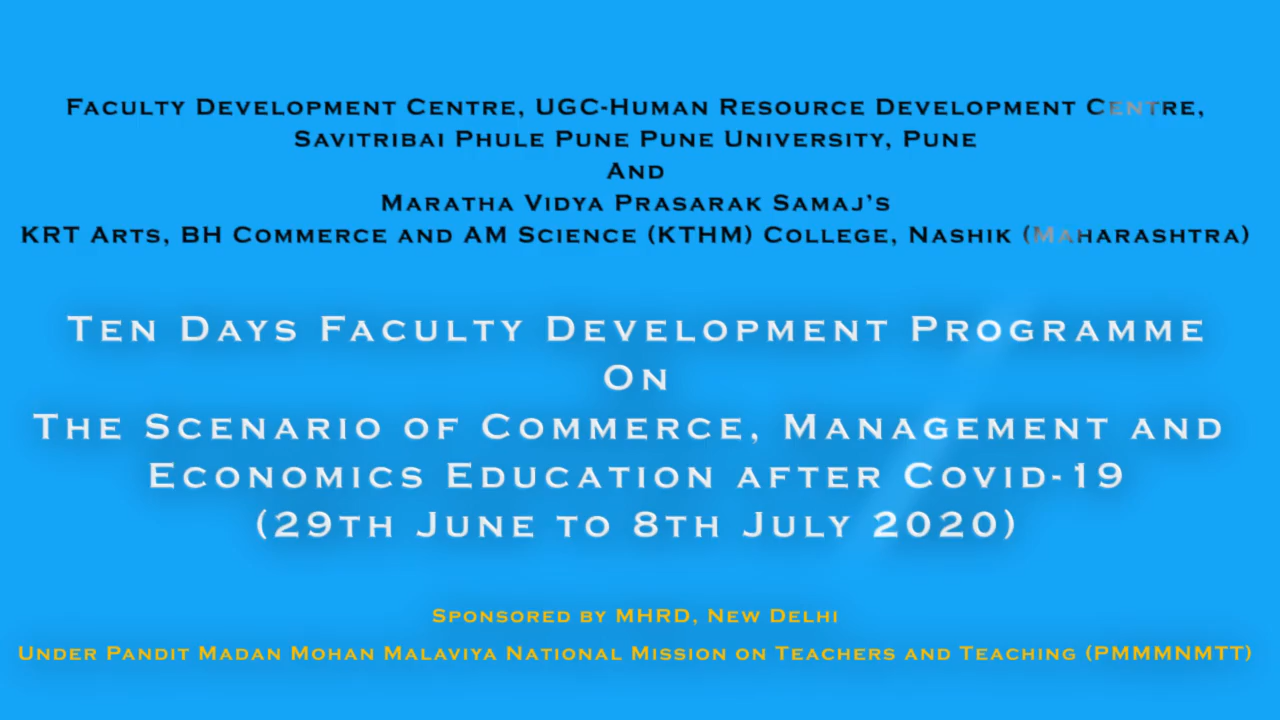 Faculty Development Centre, UGC-Human Resource Development Centre,
Savitribai Phule Pune Pune University, Pune
And
Maratha Vidya Prasarak Samaj's
KRT Arts, BH Commerce and AM Science (KTHM) College, Nashik (Maharashtra)
Ten Days Faculty Development Programme
On
The Scenario of Commerce, Management and
Economics Education after Covid-19
(29th June to 8th July 2020)
Sponsored by MHRD, New Delhi
Under Pandit Madan Mohan Malaviya National Mission on Teachers and Teaching (PMMMNMTT)